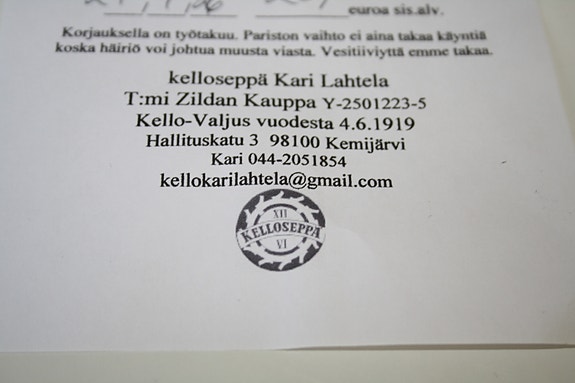 euroa sis.alv.
Korjauksella on työtakuu. Pariston vaihto ei aina takaa käyntiä
koska häiriö voi johtua muusta viasta. Vesitiiviyttä emme takaa.
kelloseppä Kari Lahtela
T:mi Zildan Kauppa Y-2501223-5
Kello-Valjus vuodesta 4.6.1919
Hallituskatu 3 98100 Kemijärvi
Kari 044-2051854
kellokarilahtela@gmail.com
XII
KELLOSEPPÄ
VI